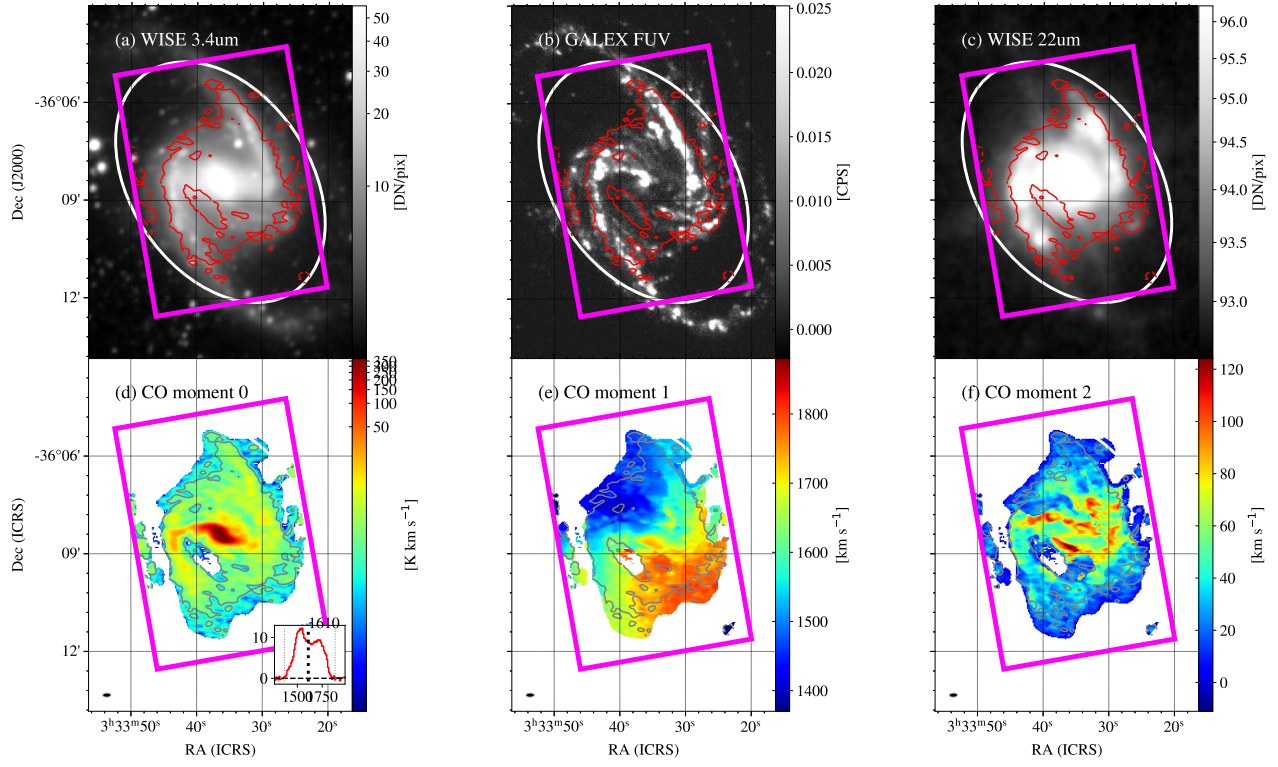 (a) WISE 3.4um
50
40
30
20
10
[DN/pix]
-36°06′
09′
12′
Dec (J2000)
(b) GALEX FUV
0.025
0.020
0.015
0.010
0.005
0.000
[CPS]
(c) WISE 22um
96.0
95.5
95.0
94.5
94.0
93.5
93.0
[DN/pix]
(d) CO moment 0
350
300
250
200
150
100
50
[K km s⁻¹]
-36°06′
09′
12′
Dec (ICRS)
1610
10
0
1500
1750
3ʰ33ᵐ50ˢ
40ˢ
30ˢ
20ˢ
RA (ICRS)
(e) CO moment 1
1800
1700
1600
1500
1400
[km s⁻¹]
3ʰ33ᵐ50ˢ
40ˢ
30ˢ
20ˢ
RA (ICRS)
(f) CO moment 2
120
100
80
60
40
20
0
[km s⁻¹]
3ʰ33ᵐ50ˢ
40ˢ
30ˢ
20ˢ
RA (ICRS)